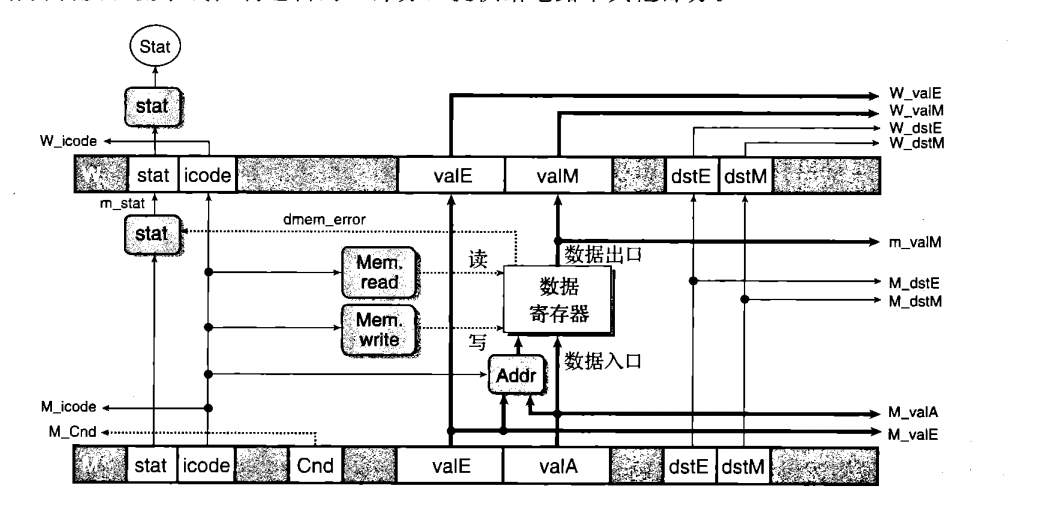 Stat
stat
W_valE
W_valM
W_dstE
W_icode
W_dstM
W stat icode valE valM dstE dstM
m_stat
dmem_error
stat
m_valM
数据出口
Mem. read
读
数据寄存器
M_dstE
M_dstM
Mem. write
写
数据入口
Addr
M_icode
M_valA
M_Cnd
M_valE
M stat icode Cnd valE valA dstE dstM